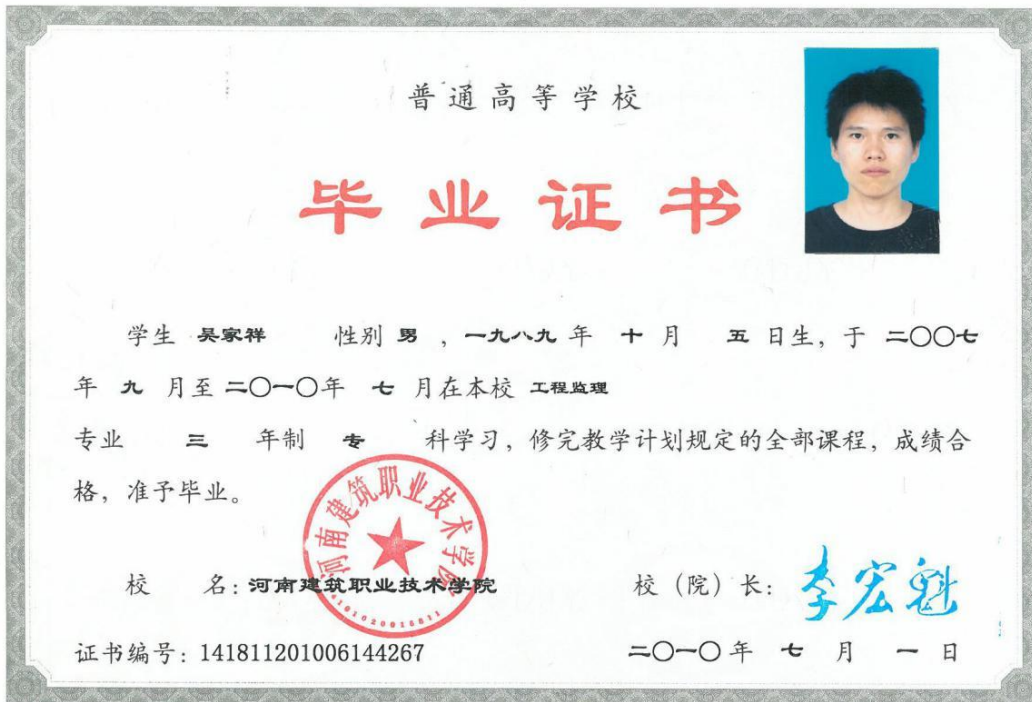 普通高等学校
毕业证书
学生 吴家祥 性别 男 ，一九八九 年 十 月 五 日生，于 二〇〇七
年 九 月至 二〇一〇年 七 月在本校 工程监理
专业 三 年制 专 科学习，修完教学计划规定的全部课程，成绩合
格，准予毕业。
河南建筑职业技术学院
校 名：河南建筑职业技术学院 校（院）长：李宏魁
证书编号：141811201006144267 二〇一〇 年 七 月 一 日